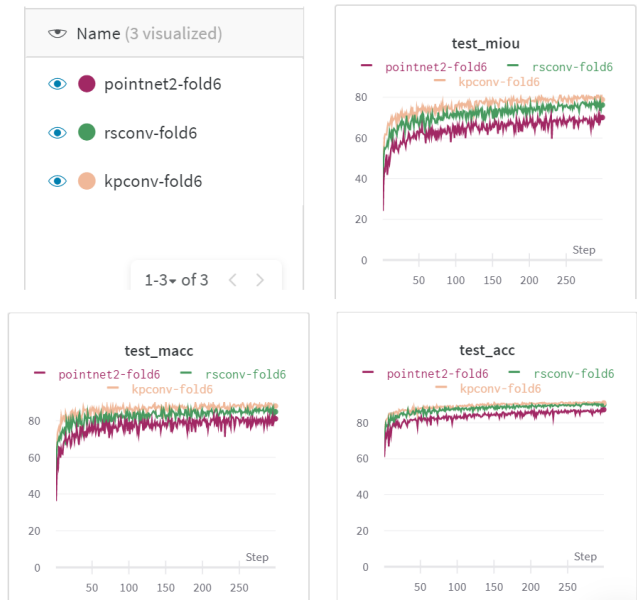 Name (3 visualized)
pointnet2-fold6
rsconv-fold6
kpconv-fold6
1-3 of 3
test_miou
pointnet2-fold6 rsconv-fold6
kpconv-fold6
80
60
40
20
0
Step
50 100 150 200 250
test_macc
pointnet2-fold6 rsconv-fold6
kpconv-fold6
80
60
40
20
0
Step
50 100 150 200 250
test_acc
pointnet2-fold6 rsconv-fold6
kpconv-fold6
80
60
40
20
0
Step
50 100 150 200 250